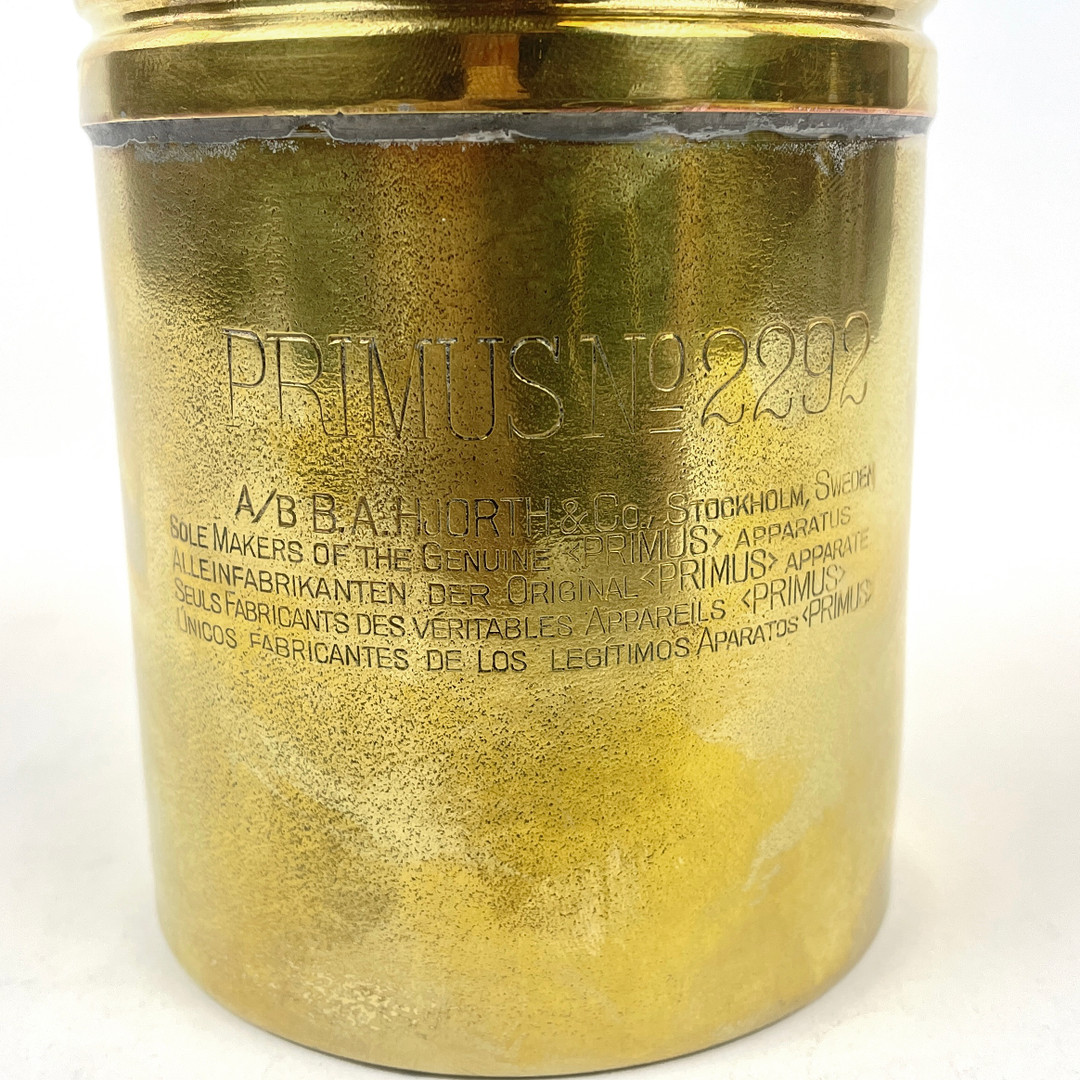 PRIMUS No 2292
A/B B.A. HJORTH & Co., STOCKHOLM, SWEDEN
SOLE MAKERS OF THE GENUINE <PRIMUS> APPARATUS
ALLEINFABRIKANTEN DER ORIGINAL <PRIMUS> APPARATE
SEULS FABRICANTS DES VÉRITABLES APPAREILS <PRIMUS>
UNICOS FABRICANTES DE LOS LEGÍTIMOS APARATOS <PRIMUS>